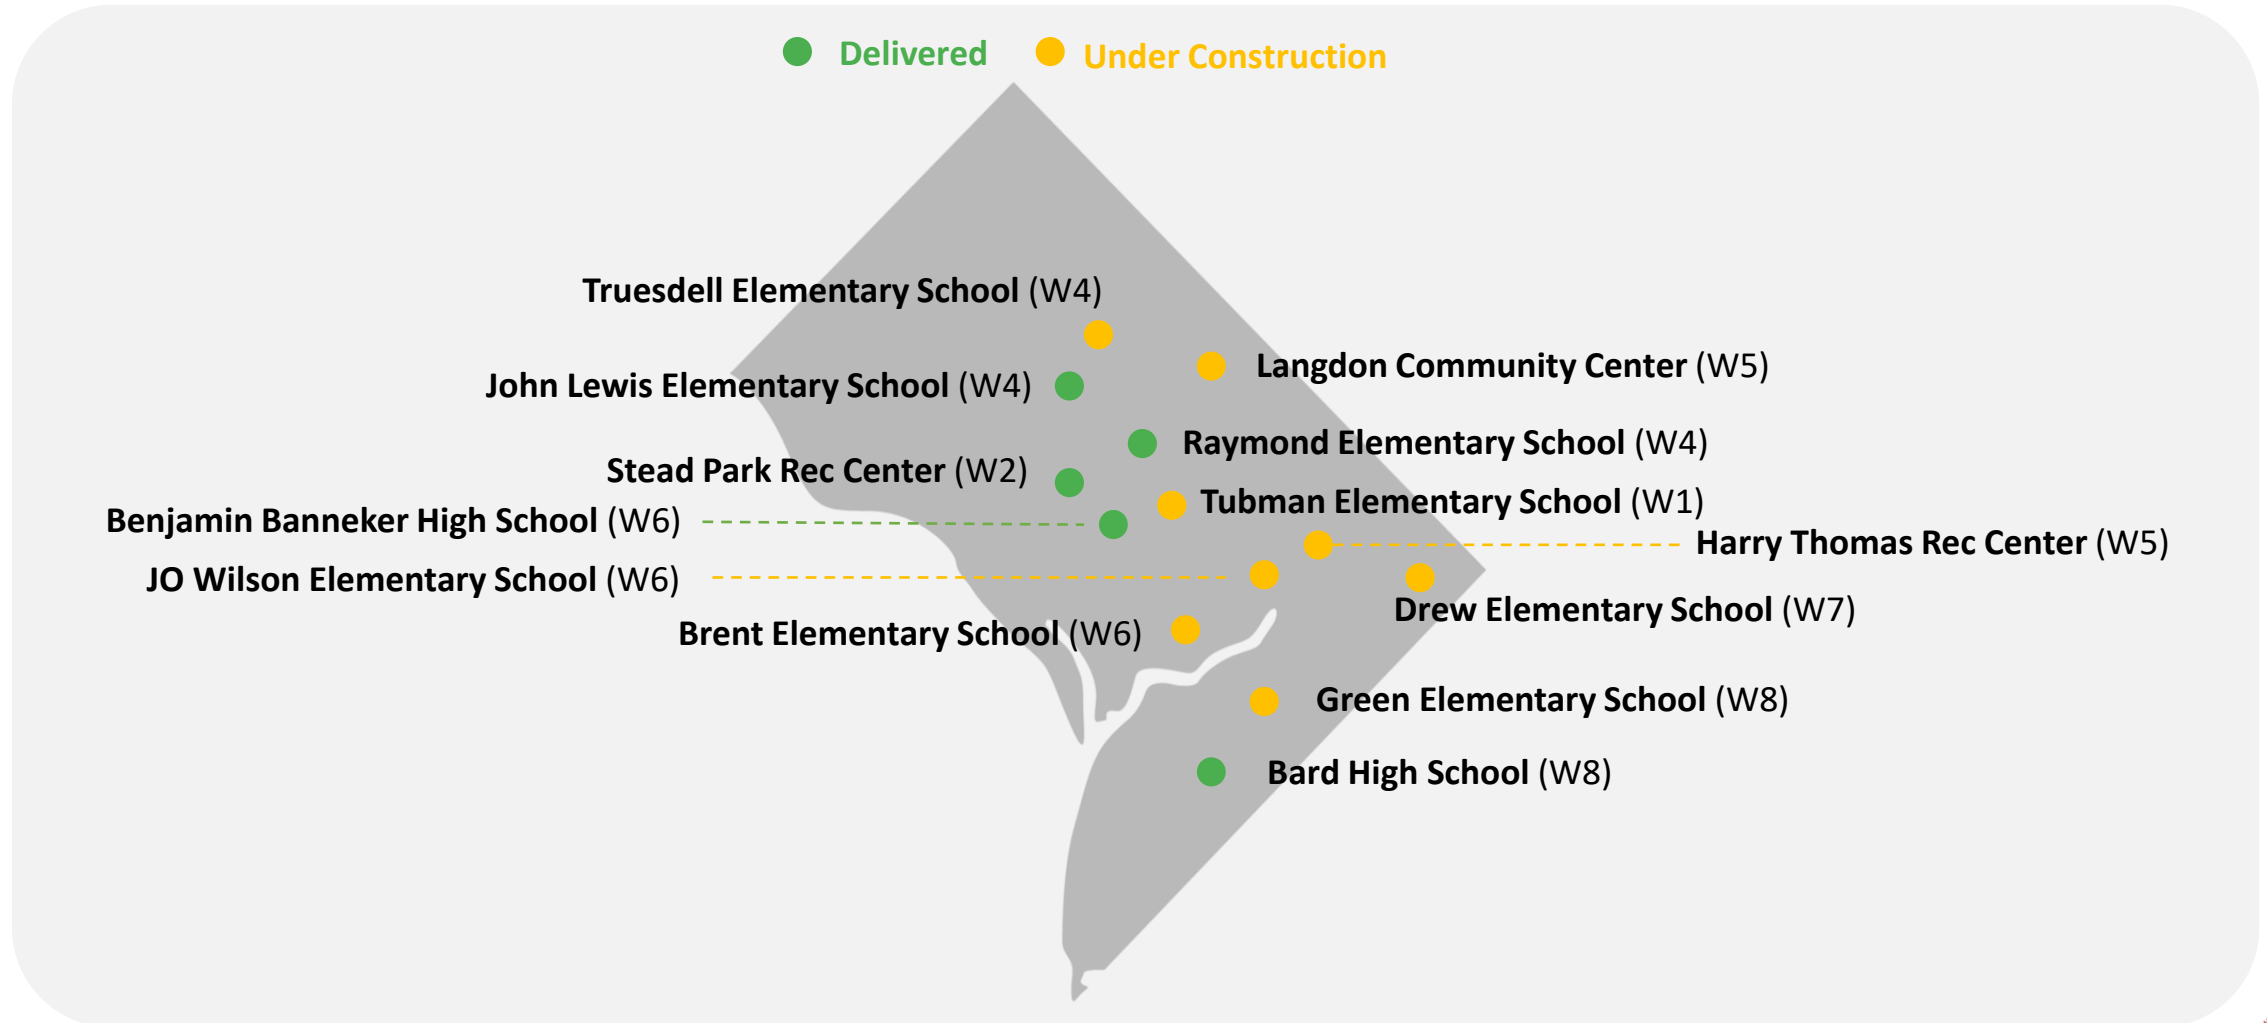 Delivered
Under Construction
Truesdell Elementary School (W4)
Langdon Community Center (W5)
John Lewis Elementary School (W4)
Raymond Elementary School (W4)
Stead Park Rec Center (W2)
Tubman Elementary School (W1)
Benjamin Banneker High School (W6)
Harry Thomas Rec Center (W5)
JO Wilson Elementary School (W6)
Drew Elementary School (W7)
Brent Elementary School (W6)
Green Elementary School (W8)
Bard High School (W8)